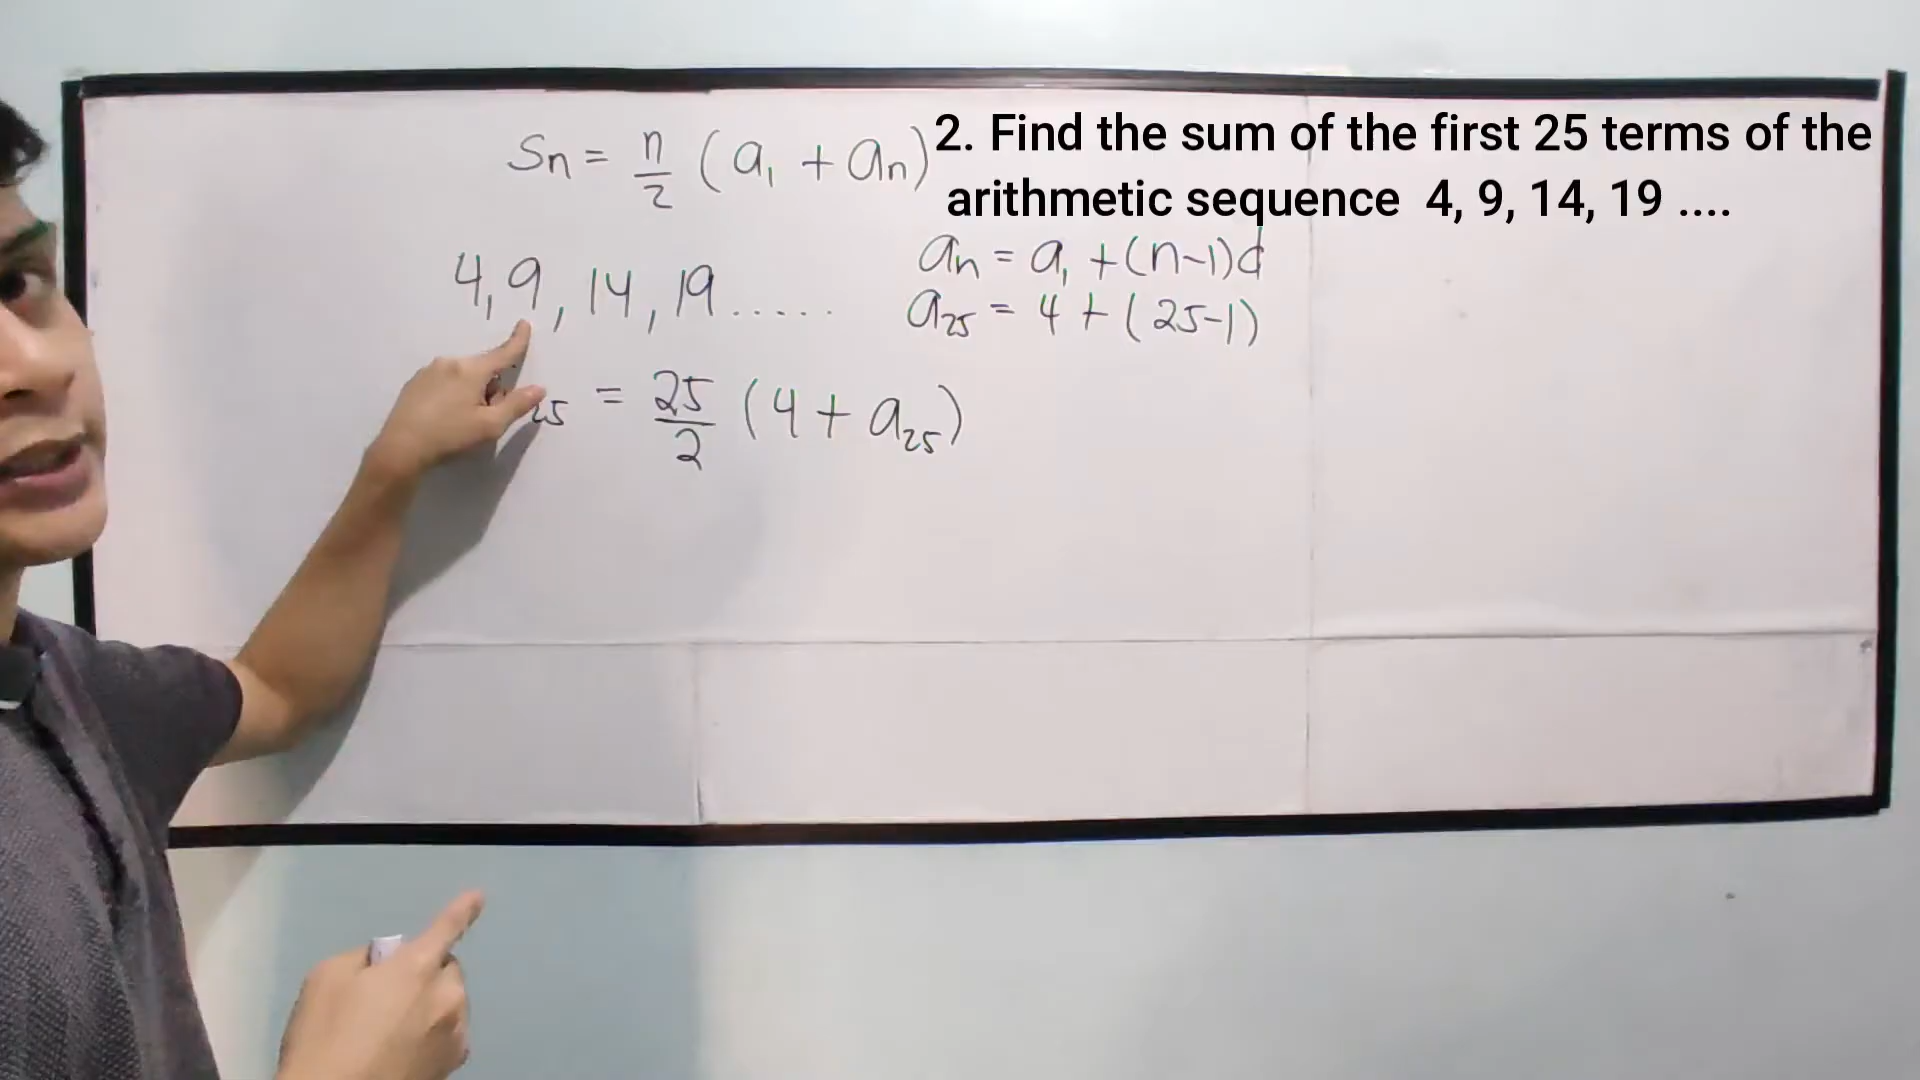 Sn = n/2 (a₁ + an)
2. Find the sum of the first 25 terms of the
arithmetic sequence 4, 9, 14, 19 ....
an = a₁ + (n-1)d
4, 9, 14, 19 .....
a₂₅ = 4 + (25-1)
₂₅ = 25/2 (4 + a₂₅)